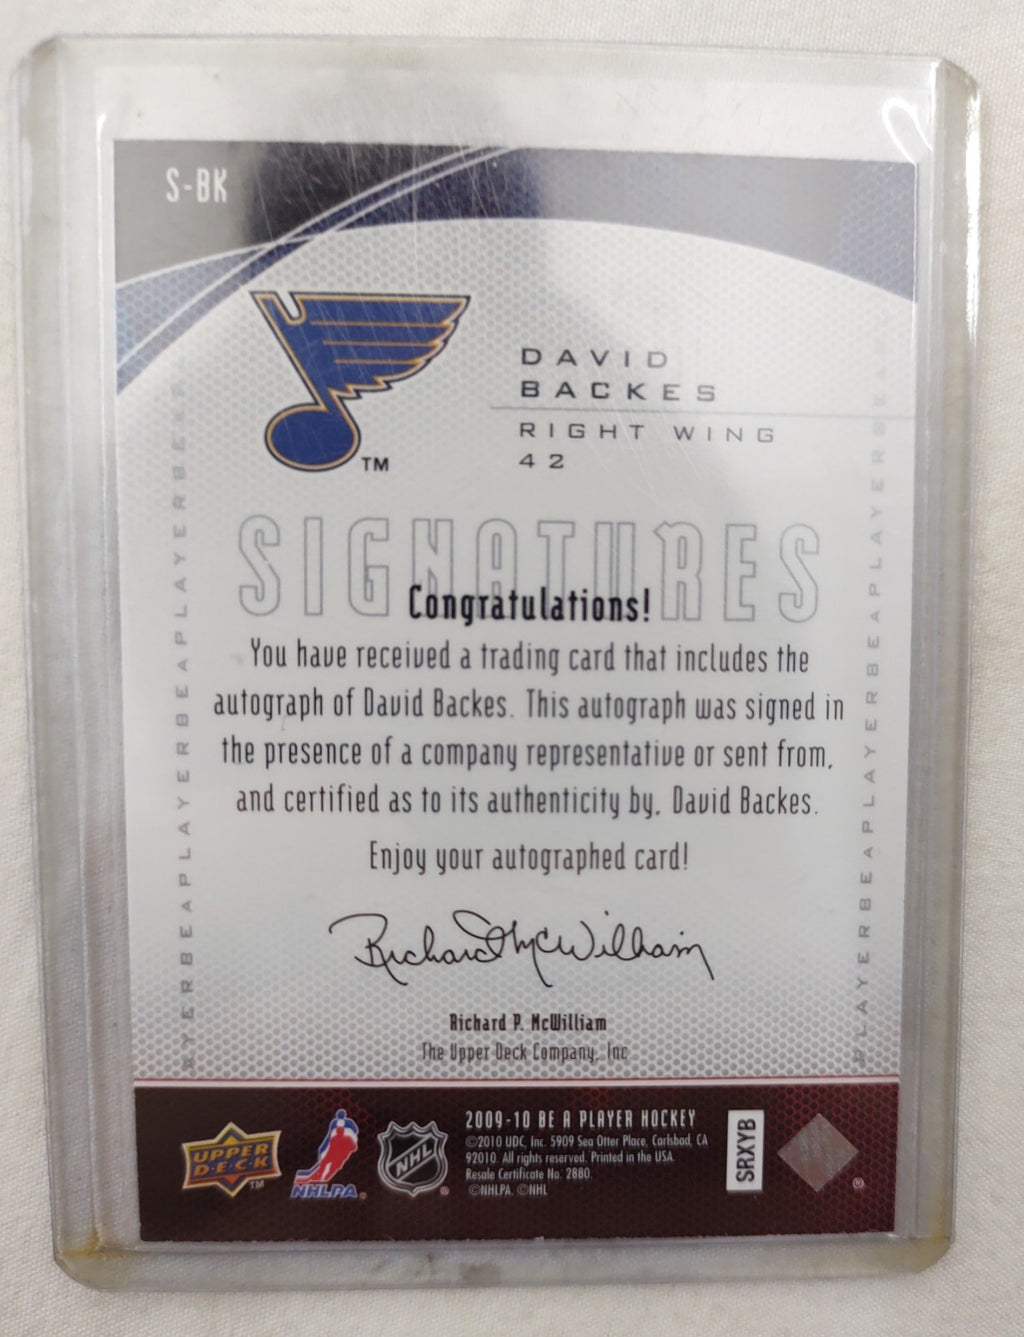 S-BK
TM
DAVID
BACKES
RIGHT WING
42
SIGNATURES
Congratulations!
You have received a trading card that includes the
autograph of David Backes. This autograph was signed in
the presence of a company representative or sent from,
and certified as to its authenticity by, David Backes.
Enjoy your autographed card!
Richard McWilliam
Richard P. McWilliam
The Upper Deck Company, Inc
UPPER
D·E·C·K
TM
NHLPA®
NHL
®
2009-10 BE A PLAYER HOCKEY
©2010 UDC, Inc. 5909 Sea Otter Place, Carlsbad, CA
92010. All rights reserved. Printed in the USA.
Resale Certificate No. 2880.
©NHLPA. ©NHL
SRXYB
®